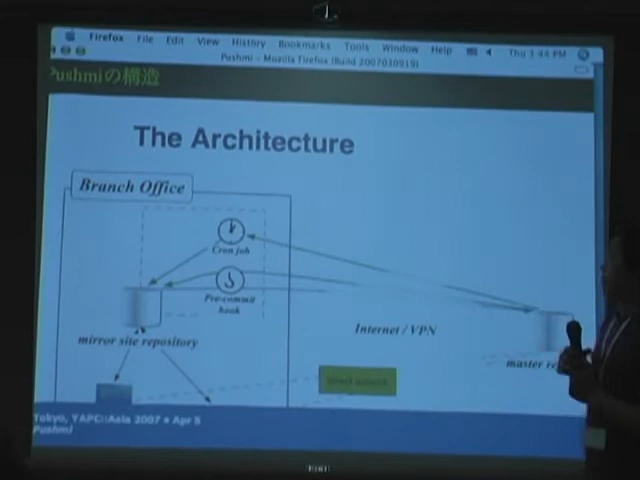 Firefox File Edit View History Bookmarks Tools Window Help Thu 3:44 PM
Pushmi - Mozilla Firefox (Build 2007030919)
Pushmiの構造
The Architecture
Branch Office
Cron job
Pre-commit
hook
Internet / VPN
mirror site repository
master re
Tokyo, YAPC::Asia 2007 • Apr 5
Pushmi